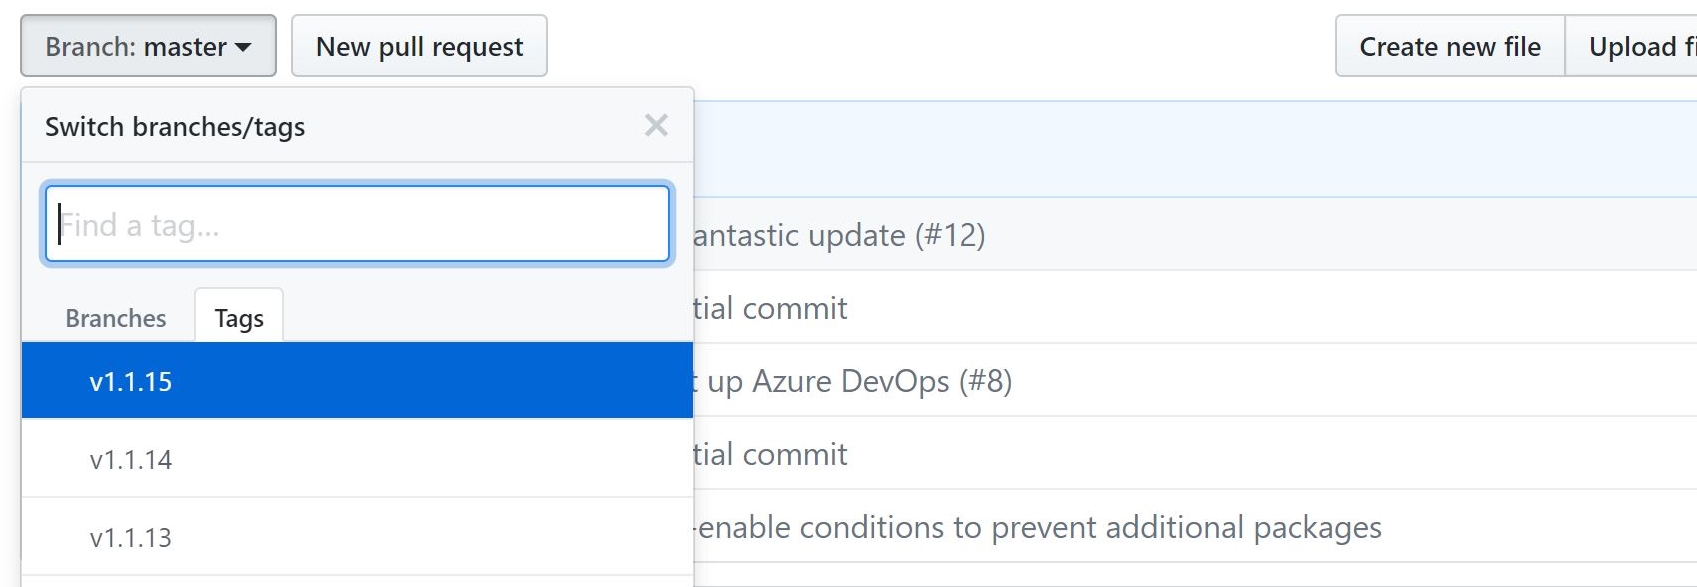 Branch: master New pull request Create new file Upload
Switch branches/tags
Find a tag...
antastic update (#12)
Branches Tags
tial commit
v1.1.15
up Azure DevOps (#8)
v1.1.14
tial commit
v1.1.13
-enable conditions to prevent additional packages